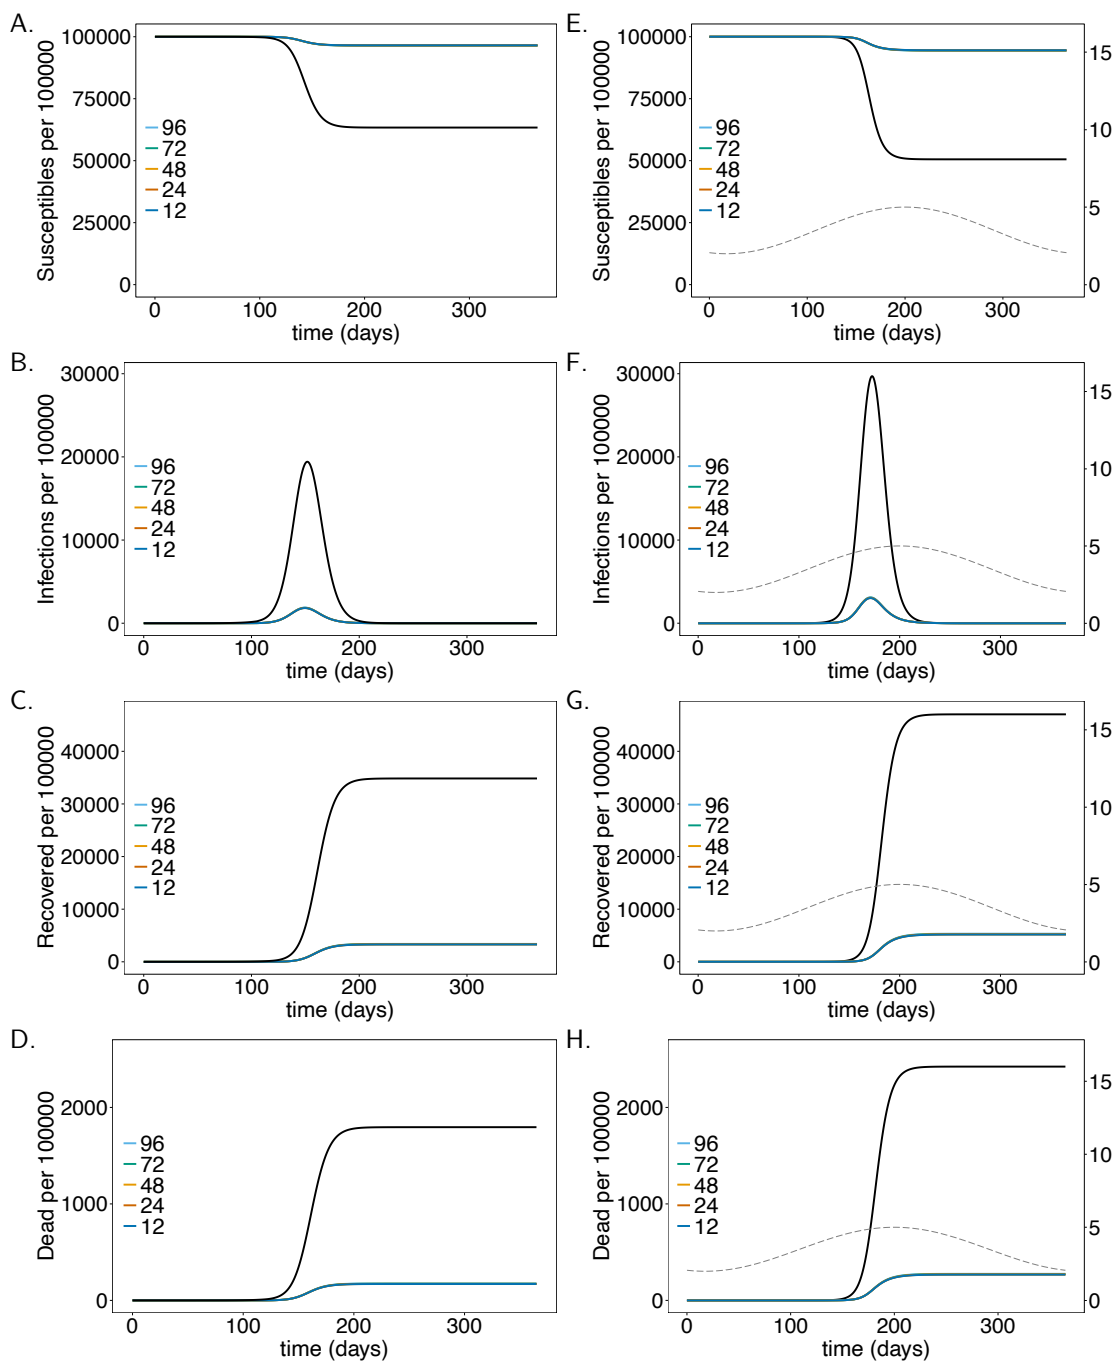 A.
Susceptibles per 100000
100000
75000
50000
25000
0
96
72
48
24
12
0 100 200 300
time (days)
E.
Susceptibles per 100000
100000
75000
50000
25000
0
96
72
48
24
12
15
10
5
0
0 100 200 300
time (days)
B.
Infections per 100000
30000
20000
10000
0
96
72
48
24
12
0 100 200 300
time (days)
F.
Infections per 100000
30000
20000
10000
0
96
72
48
24
12
15
10
5
0
0 100 200 300
time (days)
C.
Recovered per 100000
40000
30000
20000
10000
0
96
72
48
24
12
0 100 200 300
time (days)
G.
Recovered per 100000
40000
30000
20000
10000
0
96
72
48
24
12
15
10
5
0
0 100 200 300
time (days)
D.
Dead per 100000
2000
1000
0
96
72
48
24
12
0 100 200 300
time (days)
H.
Dead per 100000
2000
1000
0
96
72
48
24
12
15
10
5
0
0 100 200 300
time (days)